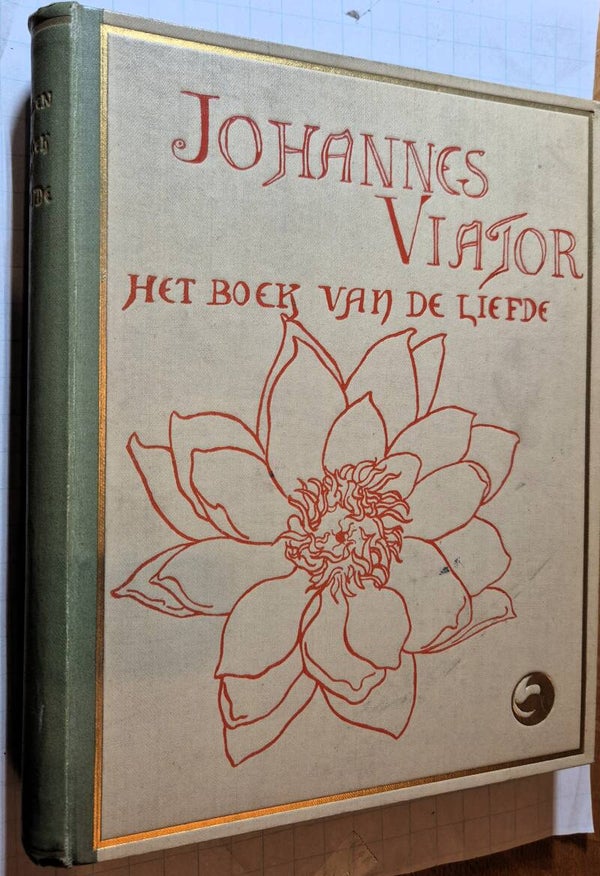 JOHANNES
VIATOR
HET BOEK VAN DE LIEFDE